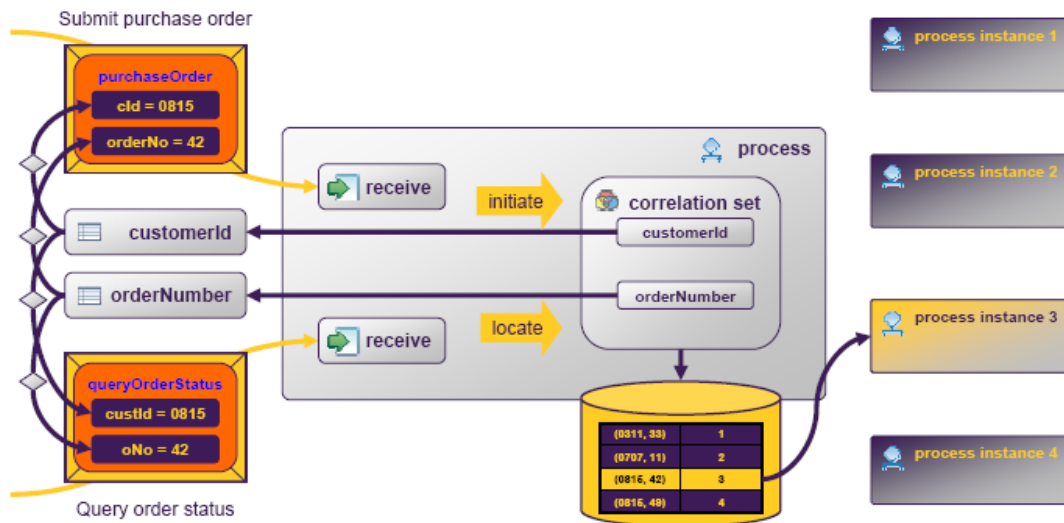 Submit purchase order
purchaseOrder
cId = 0815
orderNo = 42
customerId
orderNumber
queryOrderStatus
custId = 0815
oNo = 42
Query order status
process
receive
initiate
correlation set
customerId
orderNumber
locate
receive
(0311, 33) 1
(0707, 11) 2
(0815, 42) 3
(0815, 49) 4
process instance 1
process instance 2
process instance 3
process instance 4